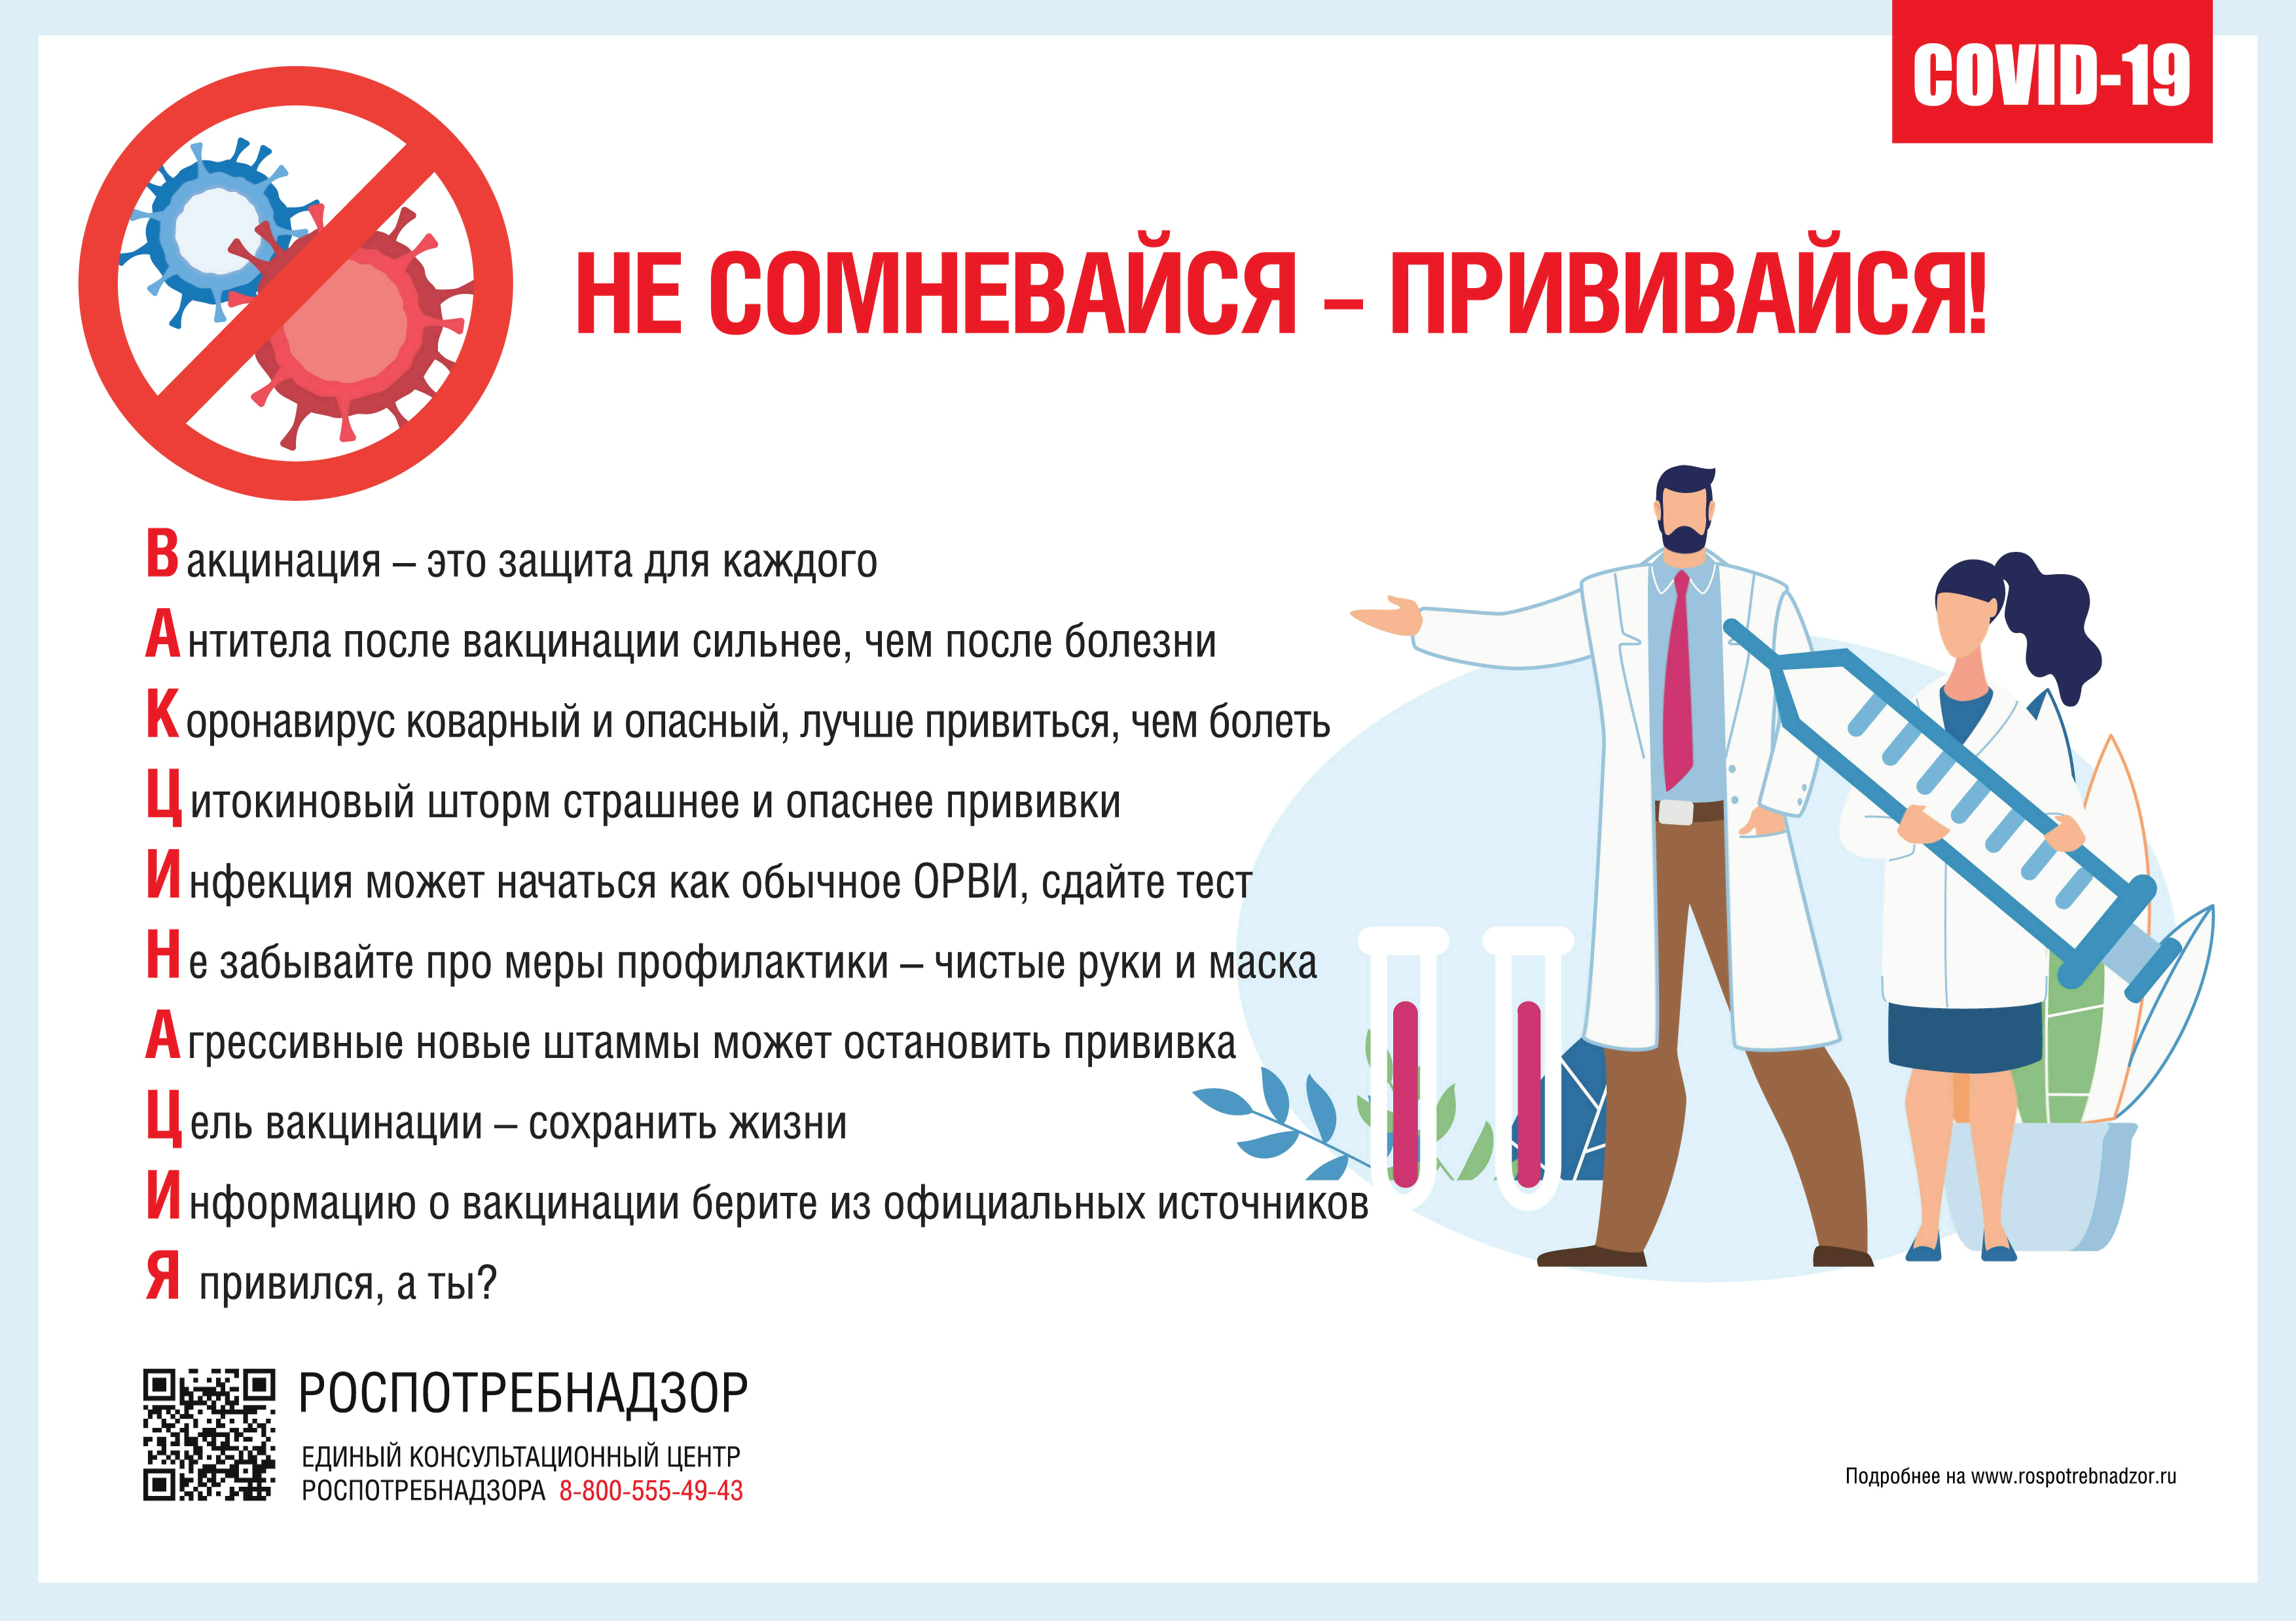 COVID-19
НЕ СОМНЕВАЙСЯ – ПРИВИВАЙСЯ!
Вакцинация – это защита для каждого
Антитела после вакцинации сильнее, чем после болезни
Коронавирус коварный и опасный, лучше привиться, чем болеть
Цитокиновый шторм страшнее и опаснее прививки
Инфекция может начаться как обычное ОРВИ, сдайте тест
Не забывайте про меры профилактики – чистые руки и маска
Агрессивные новые штаммы может остановить прививка
Цель вакцинации – сохранить жизни
Информацию о вакцинации берите из официальных источников
Я привился, а ты?
РОСПОТРЕБНАДЗОР
ЕДИНЫЙ КОНСУЛЬТАЦИОННЫЙ ЦЕНТР
РОСПОТРЕБНАДЗОРА 8-800-555-49-43
Подробнее на www.rospotrebnadzor.ru